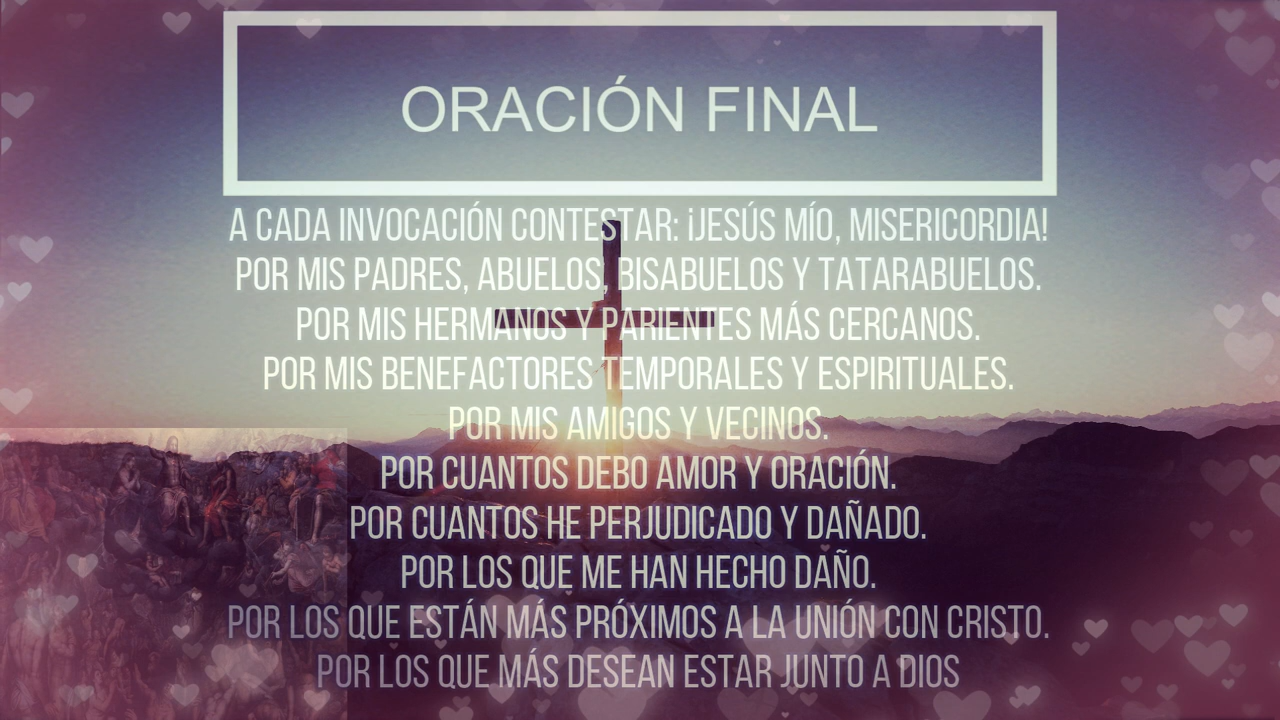 ORACIÓN FINAL
A CADA INVOCACIÓN CONTESTAR: ¡JESÚS MÍO, MISERICORDIA!
POR MIS PADRES, ABUELOS, BISABUELOS Y TATARABUELOS.
POR MIS HERMANOS Y PARIENTES MÁS CERCANOS.
POR MIS BENEFACTORES TEMPORALES Y ESPIRITUALES.
POR MIS AMIGOS Y VECINOS.
POR CUANTOS DEBO AMOR Y ORACIÓN.
POR CUANTOS HE PERJUDICADO Y DAÑADO.
POR LOS QUE ME HAN HECHO DAÑO.
POR LOS QUE ESTÁN MÁS PRÓXIMOS A LA UNIÓN CON CRISTO.
POR LOS QUE MÁS DESEAN ESTAR JUNTO A DIOS